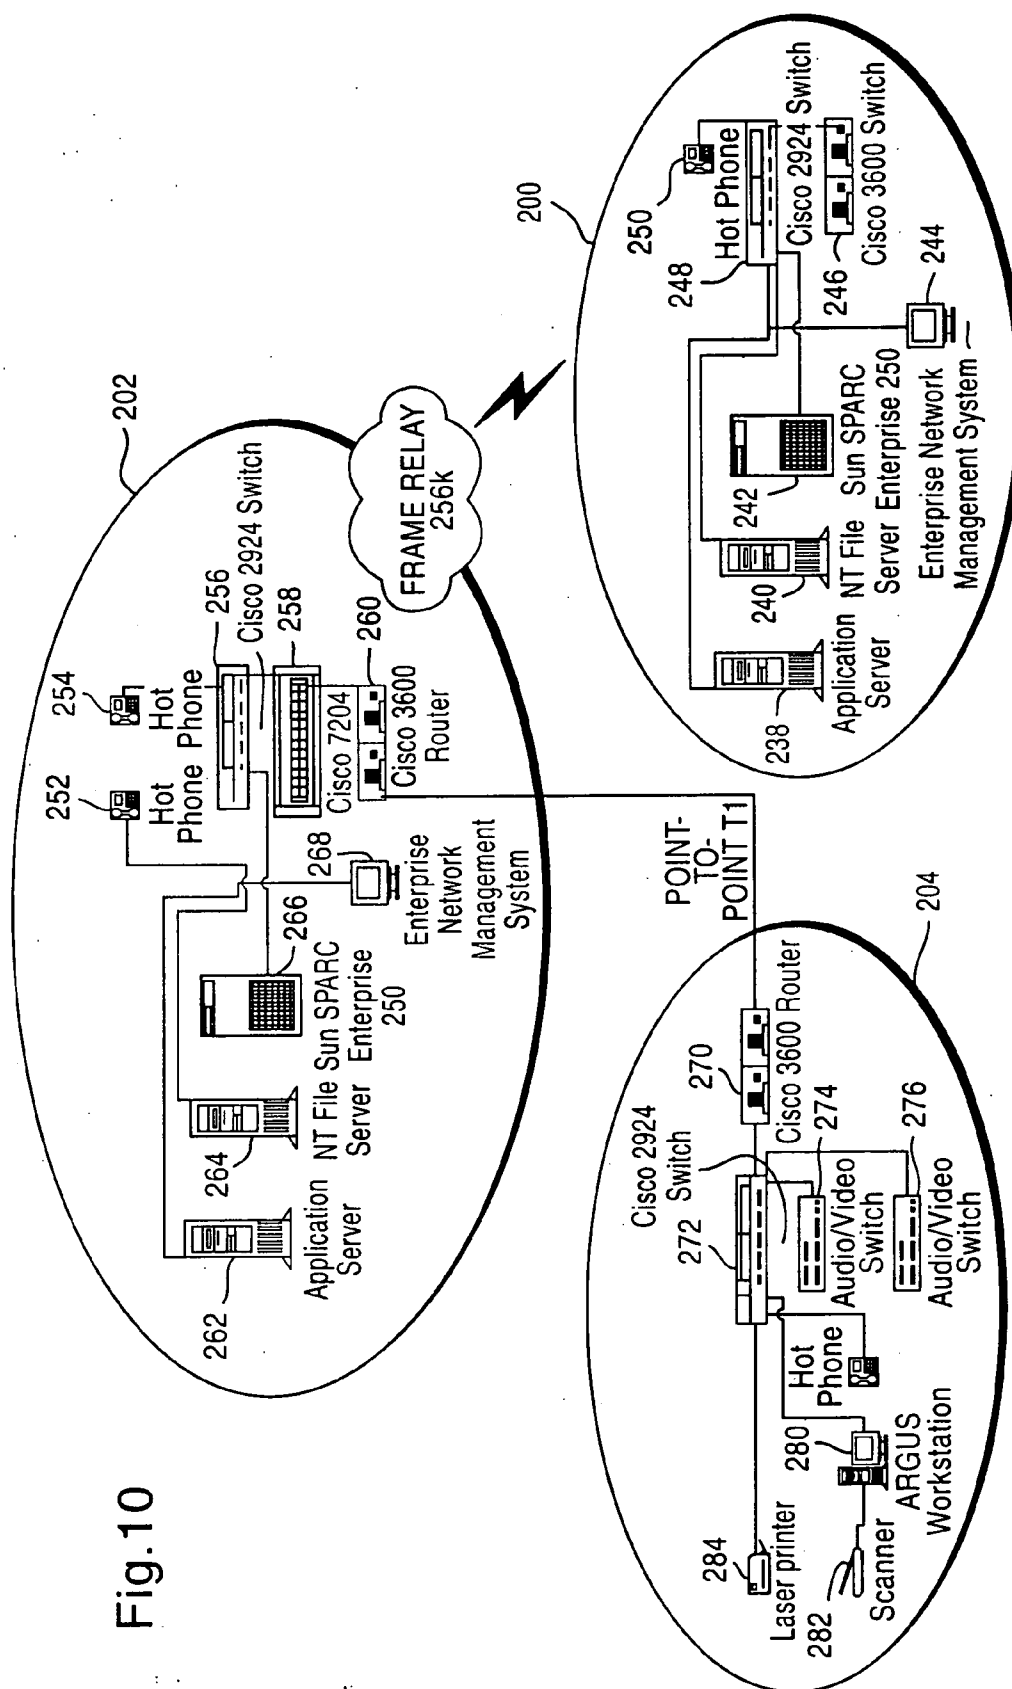 Fig.10
202
252
254
Hot
Phone
Hot
Phone
256
Cisco 2924 Switch
258
Cisco 7204
260
Cisco 3600
Router
262
Application
Server
264
NT File
Server
266
Sun SPARC
Enterprise
250
268
Enterprise
Network
Management
System
FRAME RELAY
256k
200
238
Application
Server
240
NT File
Server
242
Sun SPARC
Enterprise 250
244
Enterprise Network
Management System
250
Hot Phone
248
Cisco 2924 Switch
246
Cisco 3600 Switch
POINT-
TO-
POINT T1
204
284
Laser printer
282
Scanner
280
ARGUS
Workstation
Hot
Phone
272
Cisco 2924
Switch
270
Cisco 3600 Router
274
Audio/Video
Switch
276
Audio/Video
Switch